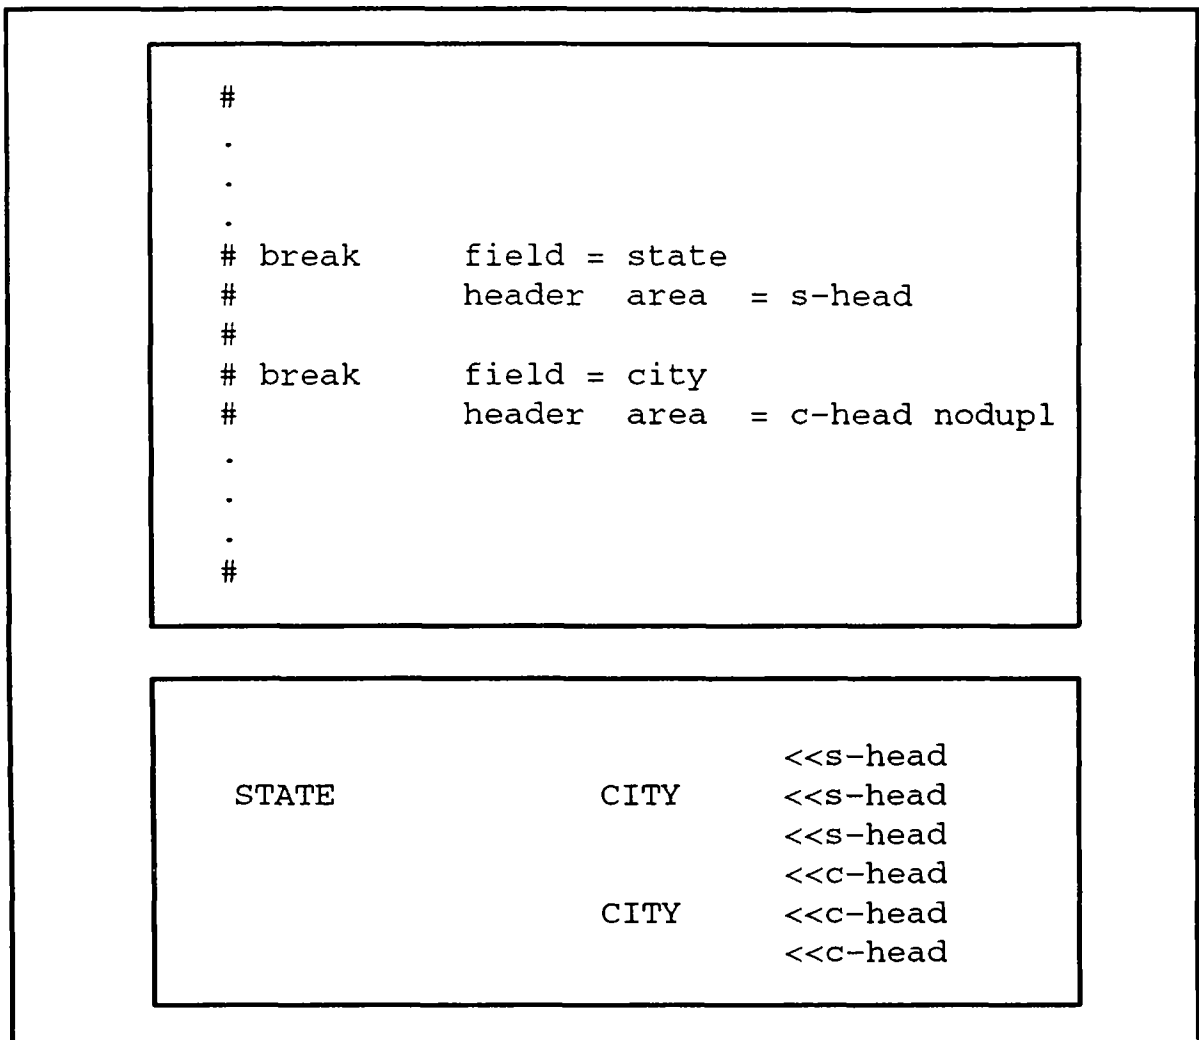 #
.
.
.
# break field = state
# header area = s-head
#
# break field = city
# header area = c-head nodupl
.
.
.
#
<<s-head
STATE CITY <<s-head
<<s-head
<<c-head
CITY <<c-head
<<c-head